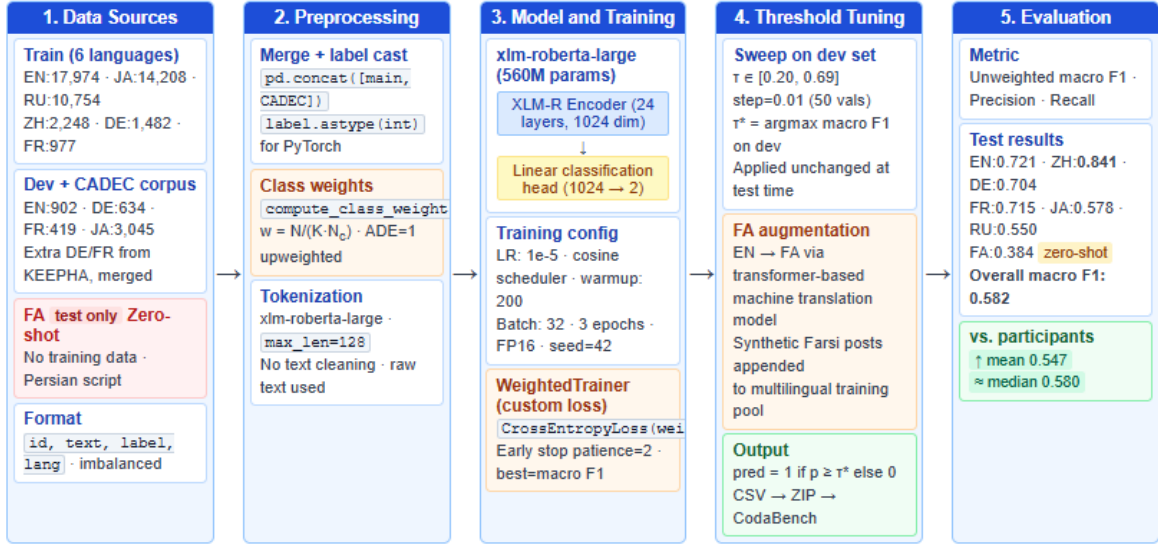 1. Data Sources
Train (6 languages)
EN:17,974 · JA:14,208 ·
RU:10,754
ZH:2,248 · DE:1,482 ·
FR:977
Dev + CADEC corpus
EN:902 · DE:634 ·
FR:419 · JA:3,045
Extra DE/FR from
KEEPHA, merged
FA test only Zero-
shot
No training data ·
Persian script
Format
id, text, label,
lang · imbalanced
→
2. Preprocessing
Merge + label cast
pd.concat([main,
CADEC])
label.astype(int)
for PyTorch
Class weights
compute_class_weight
w = N/(K·N_c) · ADE=1
upweighted
Tokenization
xlm-roberta-large ·
max_len=128
No text cleaning · raw
text used
→
3. Model and Training
xlm-roberta-large
(560M params)
XLM-R Encoder (24
layers, 1024 dim)
↓
Linear classification
head (1024 → 2)
Training config
LR: 1e-5 · cosine
scheduler · warmup:
200
Batch: 32 · 3 epochs ·
FP16 · seed=42
WeightedTrainer
(custom loss)
CrossEntropyLoss(wei
Early stop patience=2 ·
best=macro F1
→
4. Threshold Tuning
Sweep on dev set
τ ∈ [0.20, 0.69]
step=0.01 (50 vals)
τ* = argmax macro F1
on dev
Applied unchanged at
test time
FA augmentation
EN → FA via
transformer-based
machine translation
model
Synthetic Farsi posts
appended
to multilingual training
pool
Output
pred = 1 if p ≥ τ* else 0
CSV → ZIP →
CodaBench
→
5. Evaluation
Metric
Unweighted macro F1 ·
Precision · Recall
Test results
EN:0.721 · ZH:0.841 ·
DE:0.704
FR:0.715 · JA:0.578 ·
RU:0.550
FA:0.384 zero-shot
Overall macro F1:
0.582
vs. participants
↑ mean 0.547
≈ median 0.580